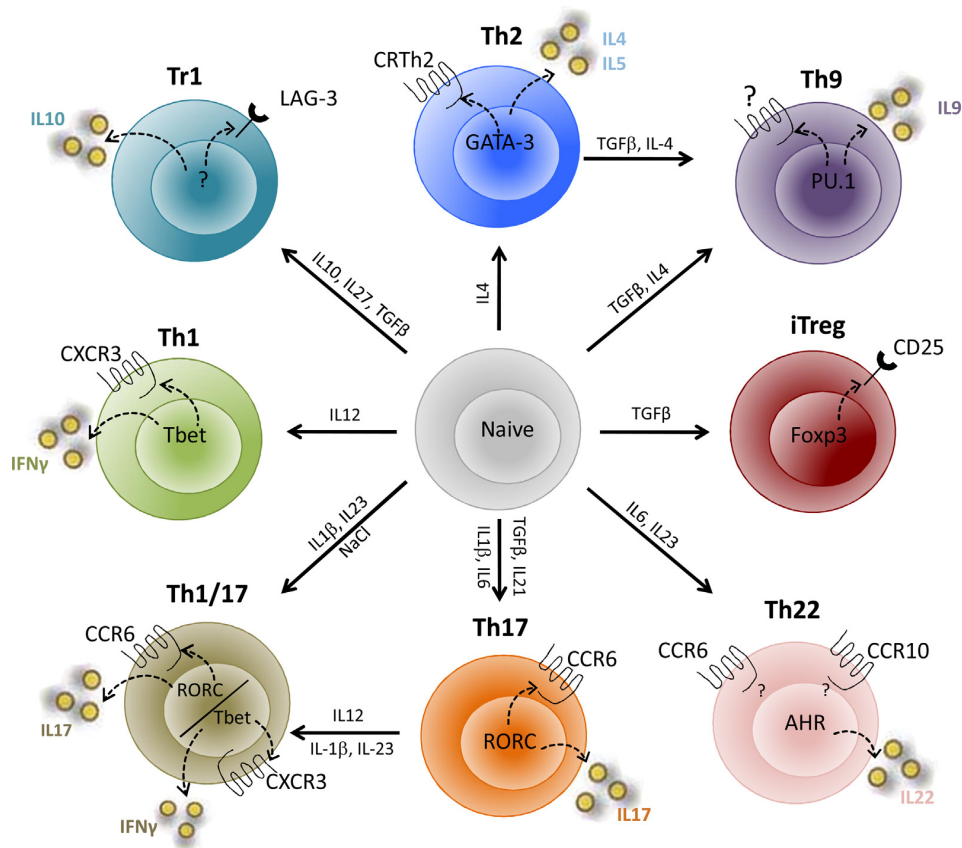 Th2
IL4
IL5
CRTh2
GATA-3
Tr1
LAG-3
IL10
?
Th9
?
IL9
PU.1
TGFβ, IL-4
IL10, IL27, TGFβ
IL4
TGFβ, IL4
Th1
CXCR3
Tbet
IFNγ
IL12
Naive
TGFβ
iTreg
CD25
Foxp3
IL1β, IL23
NaCl
TGFβ, IL21
IL1β, IL6
IL6, IL23
Th1/17
CCR6
RORC
Tbet
IL17
CXCR3
IFNγ
IL12
IL-1β, IL-23
Th17
CCR6
RORC
IL17
Th22
CCR6
CCR10
?
?
AHR
IL22